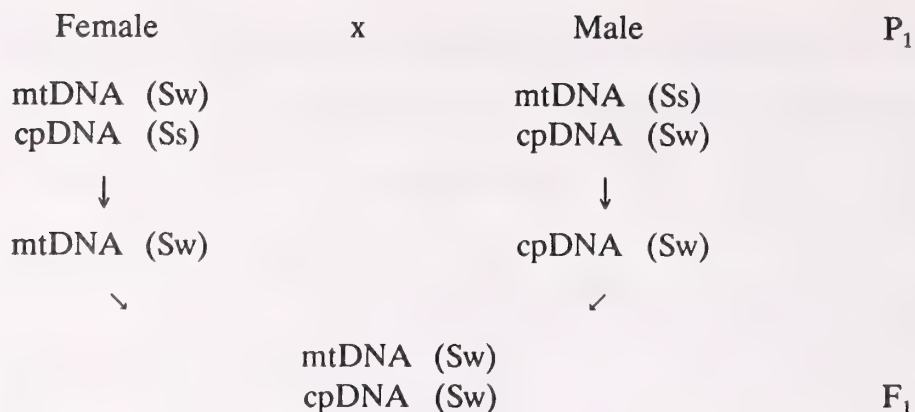 Female x Male P₁
mtDNA (Sw) mtDNA (Ss)
cpDNA (Ss) cpDNA (Sw)
↓ ↓
mtDNA (Sw) cpDNA (Sw)
↘ ↙
mtDNA (Sw)
cpDNA (Sw) F₁